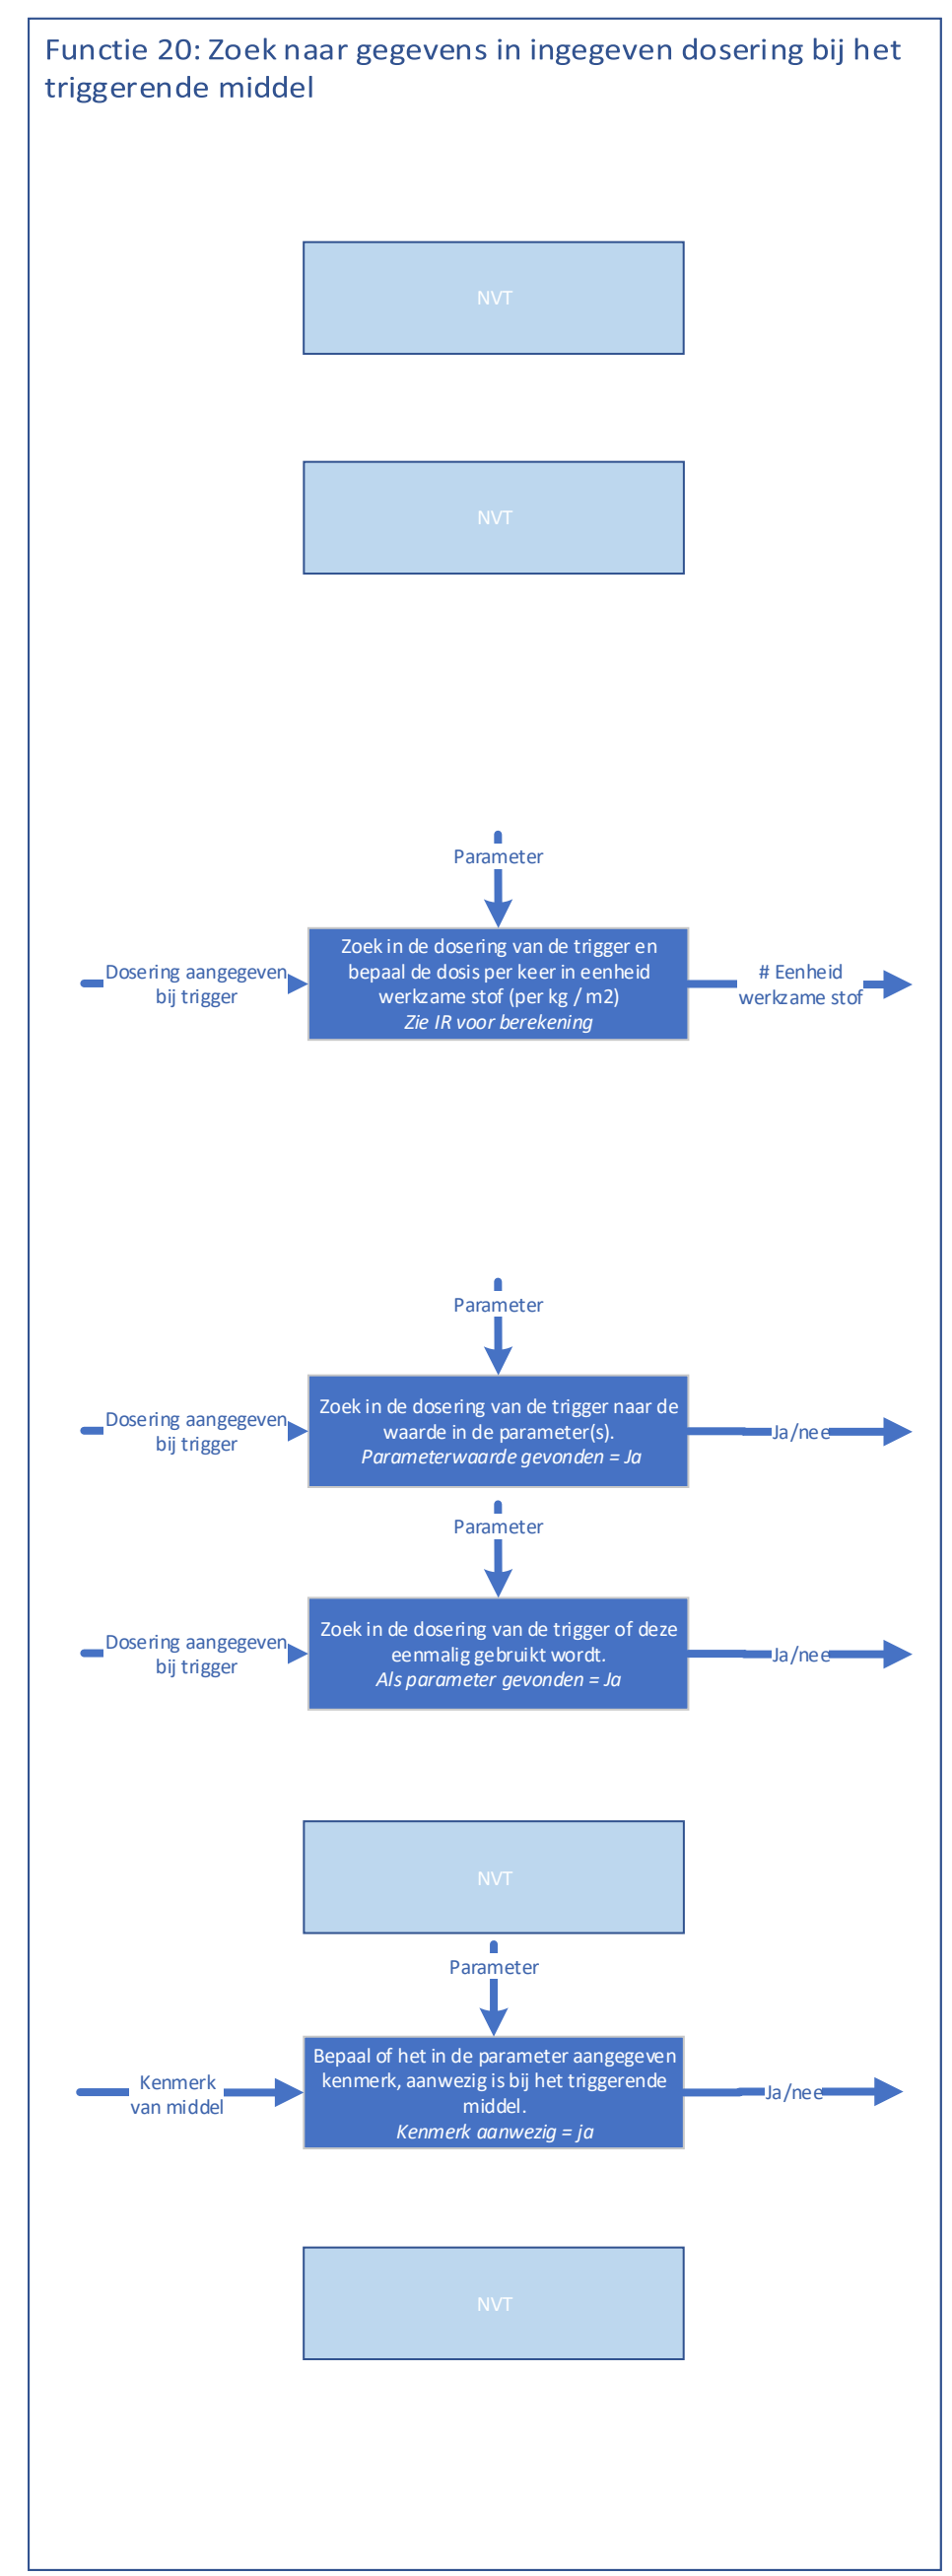 Functie 20: Zoek naar gegevens in ingegeven dosering bij het
triggerende middel
NVT
NVT
Parameter
Dosering aangegeven
bij trigger
Zoek in de dosering van de trigger en
bepaal de dosis per keer in eenheid
werkzame stof (per kg / m2)
Zie IR voor berekening
# Eenheid
werkzame stof
Parameter
Dosering aangegeven
bij trigger
Zoek in de dosering van de trigger naar de
waarde in de parameter(s).
Parameterwaarde gevonden = Ja
Ja/nee
Parameter
Dosering aangegeven
bij trigger
Zoek in de dosering van de trigger of deze
eenmalig gebruikt wordt.
Als parameter gevonden = Ja
Ja/nee
NVT
Parameter
Kenmerk
van middel
Bepaal of het in de parameter aangegeven
kenmerk, aanwezig is bij het triggerende
middel.
Kenmerk aanwezig = ja
Ja/nee
NVT